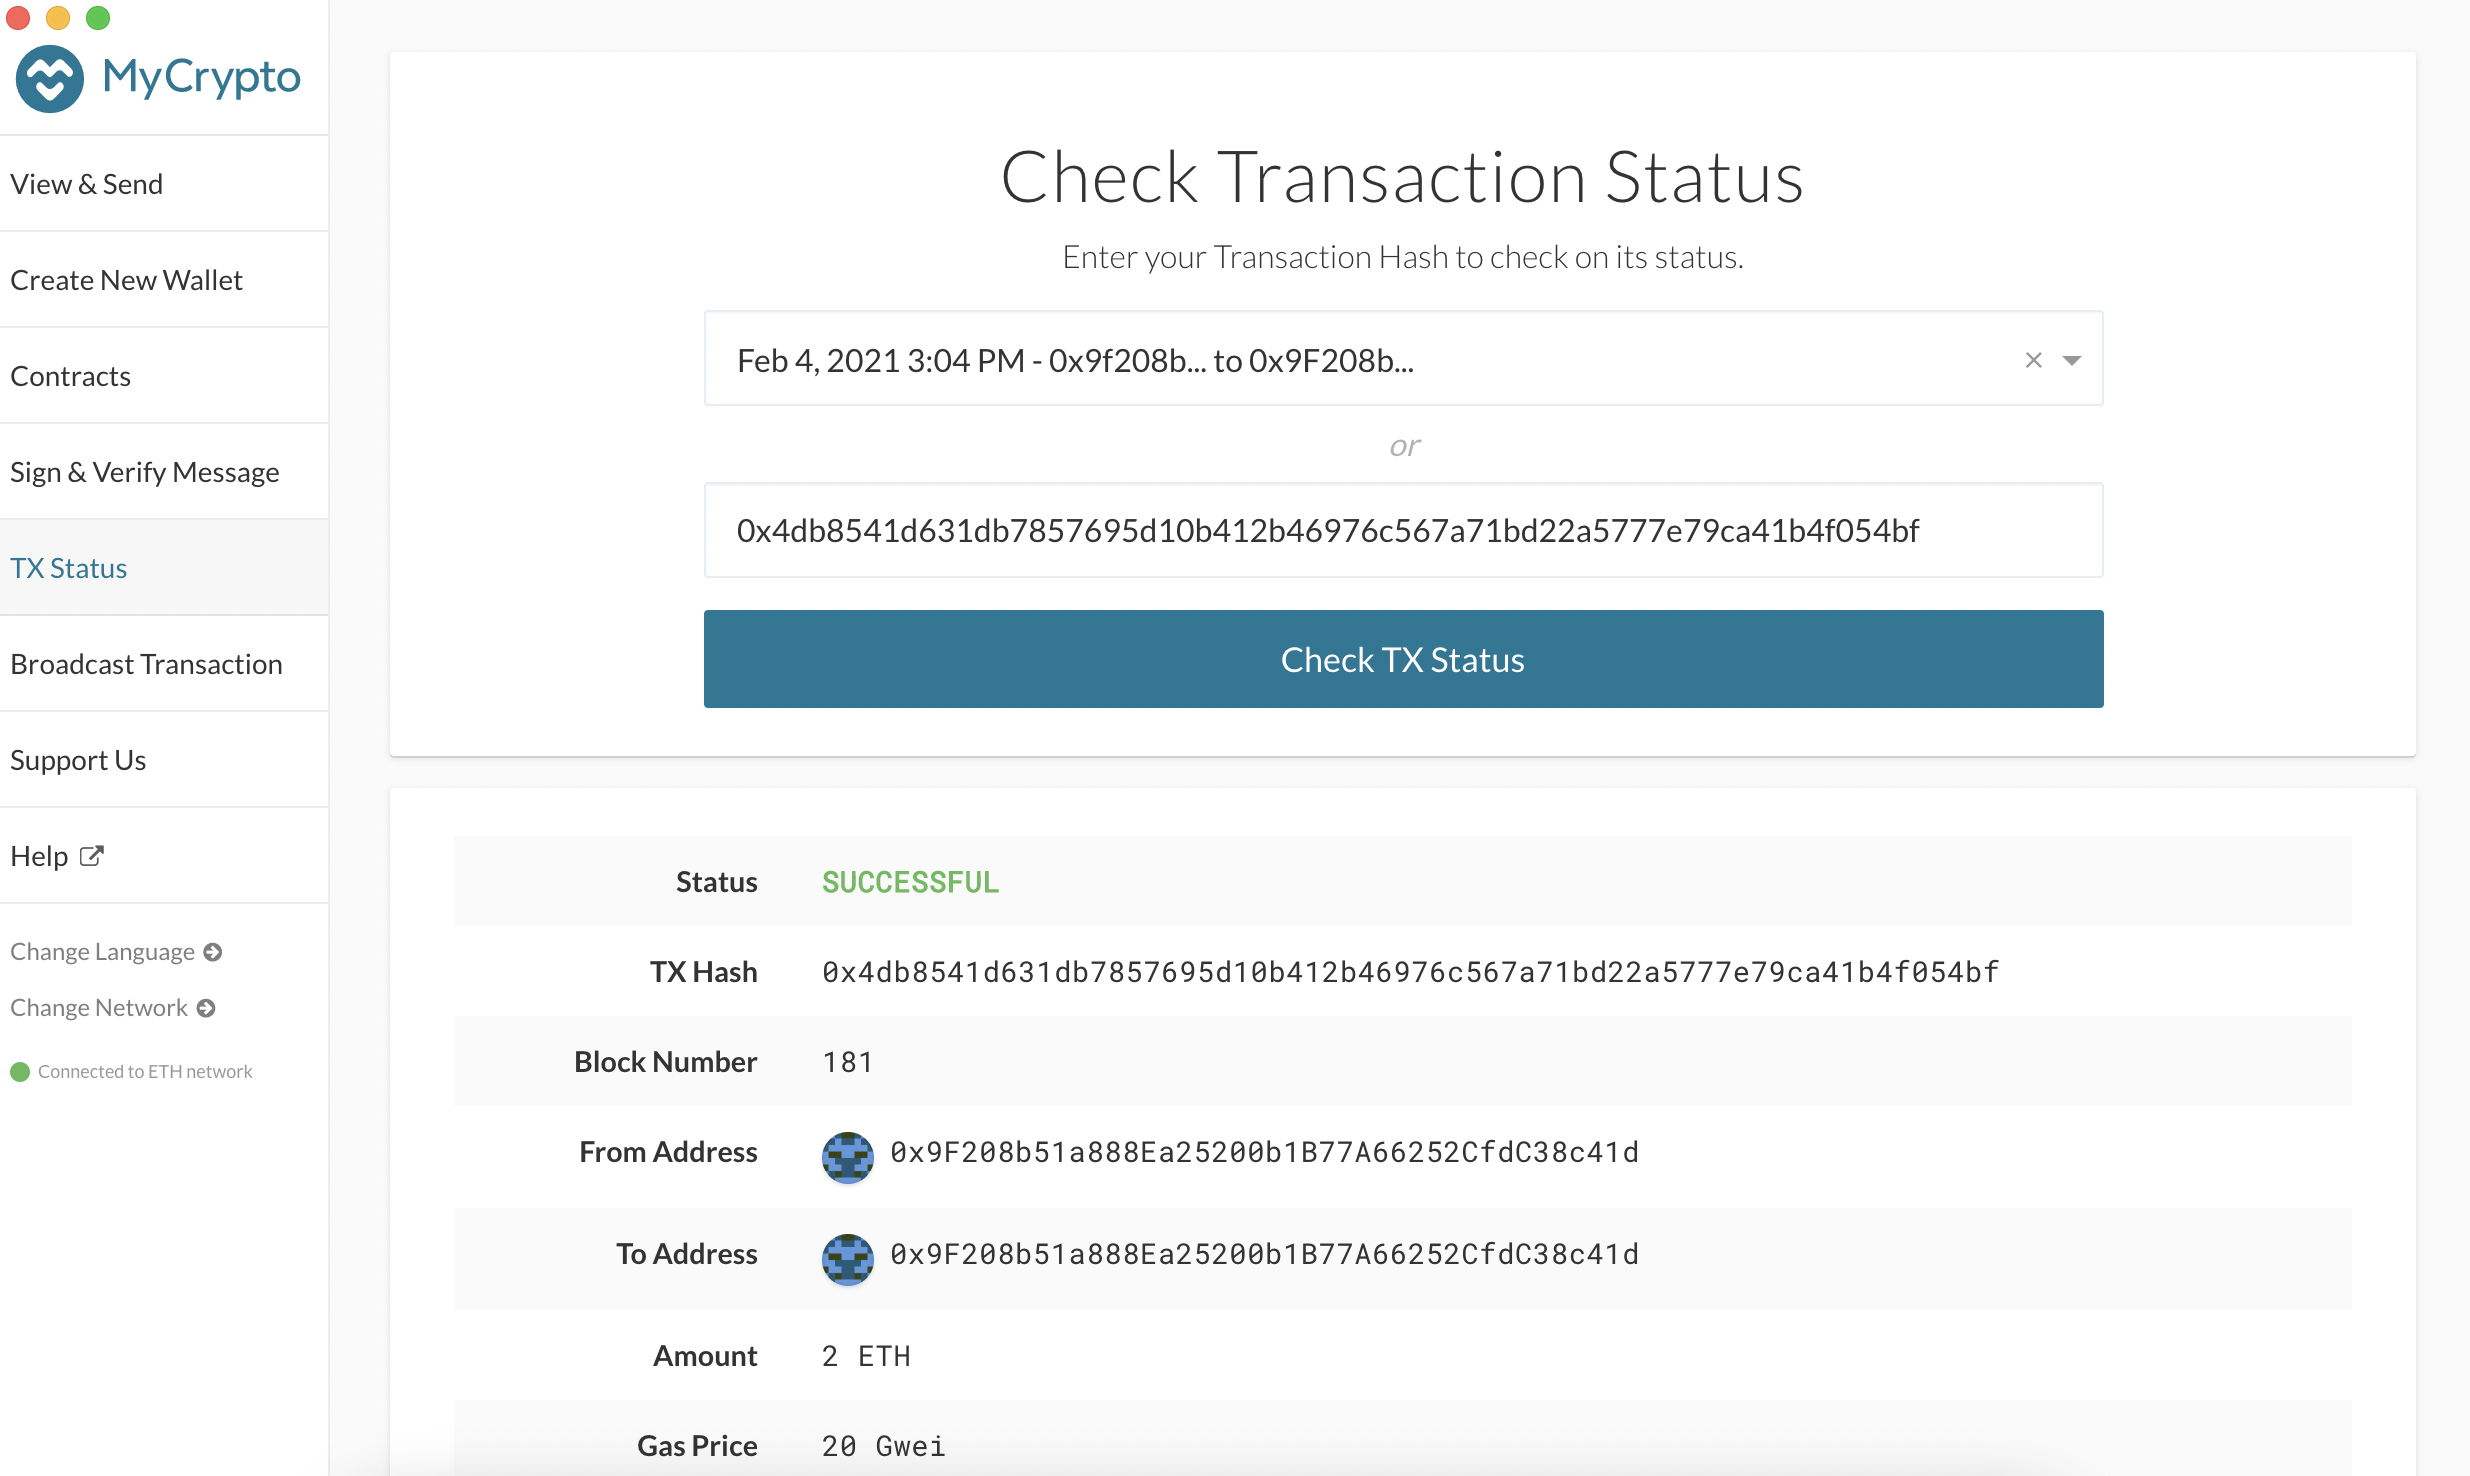 MyCrypto
View & Send
Create New Wallet
Contracts
Sign & Verify Message
TX Status
Broadcast Transaction
Support Us
Help
Change Language
Change Network
Connected to ETH network
Check Transaction Status
Enter your Transaction Hash to check on its status.
Feb 4, 2021 3:04 PM - 0x9f208b... to 0x9F208b...
or
0x4db8541d631db7857695d10b412b46976c567a71bd22a5777e79ca41b4f054bf
Check TX Status
Status SUCCESSFUL
TX Hash 0x4db8541d631db7857695d10b412b46976c567a71bd22a5777e79ca41b4f054bf
Block Number 181
From Address 0x9F208b51a888Ea25200b1B77A66252CfdC38c41d
To Address 0x9F208b51a888Ea25200b1B77A66252CfdC38c41d
Amount 2 ETH
Gas Price 20 Gwei